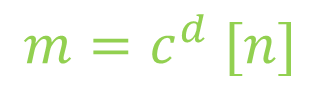 m = c^d [n]